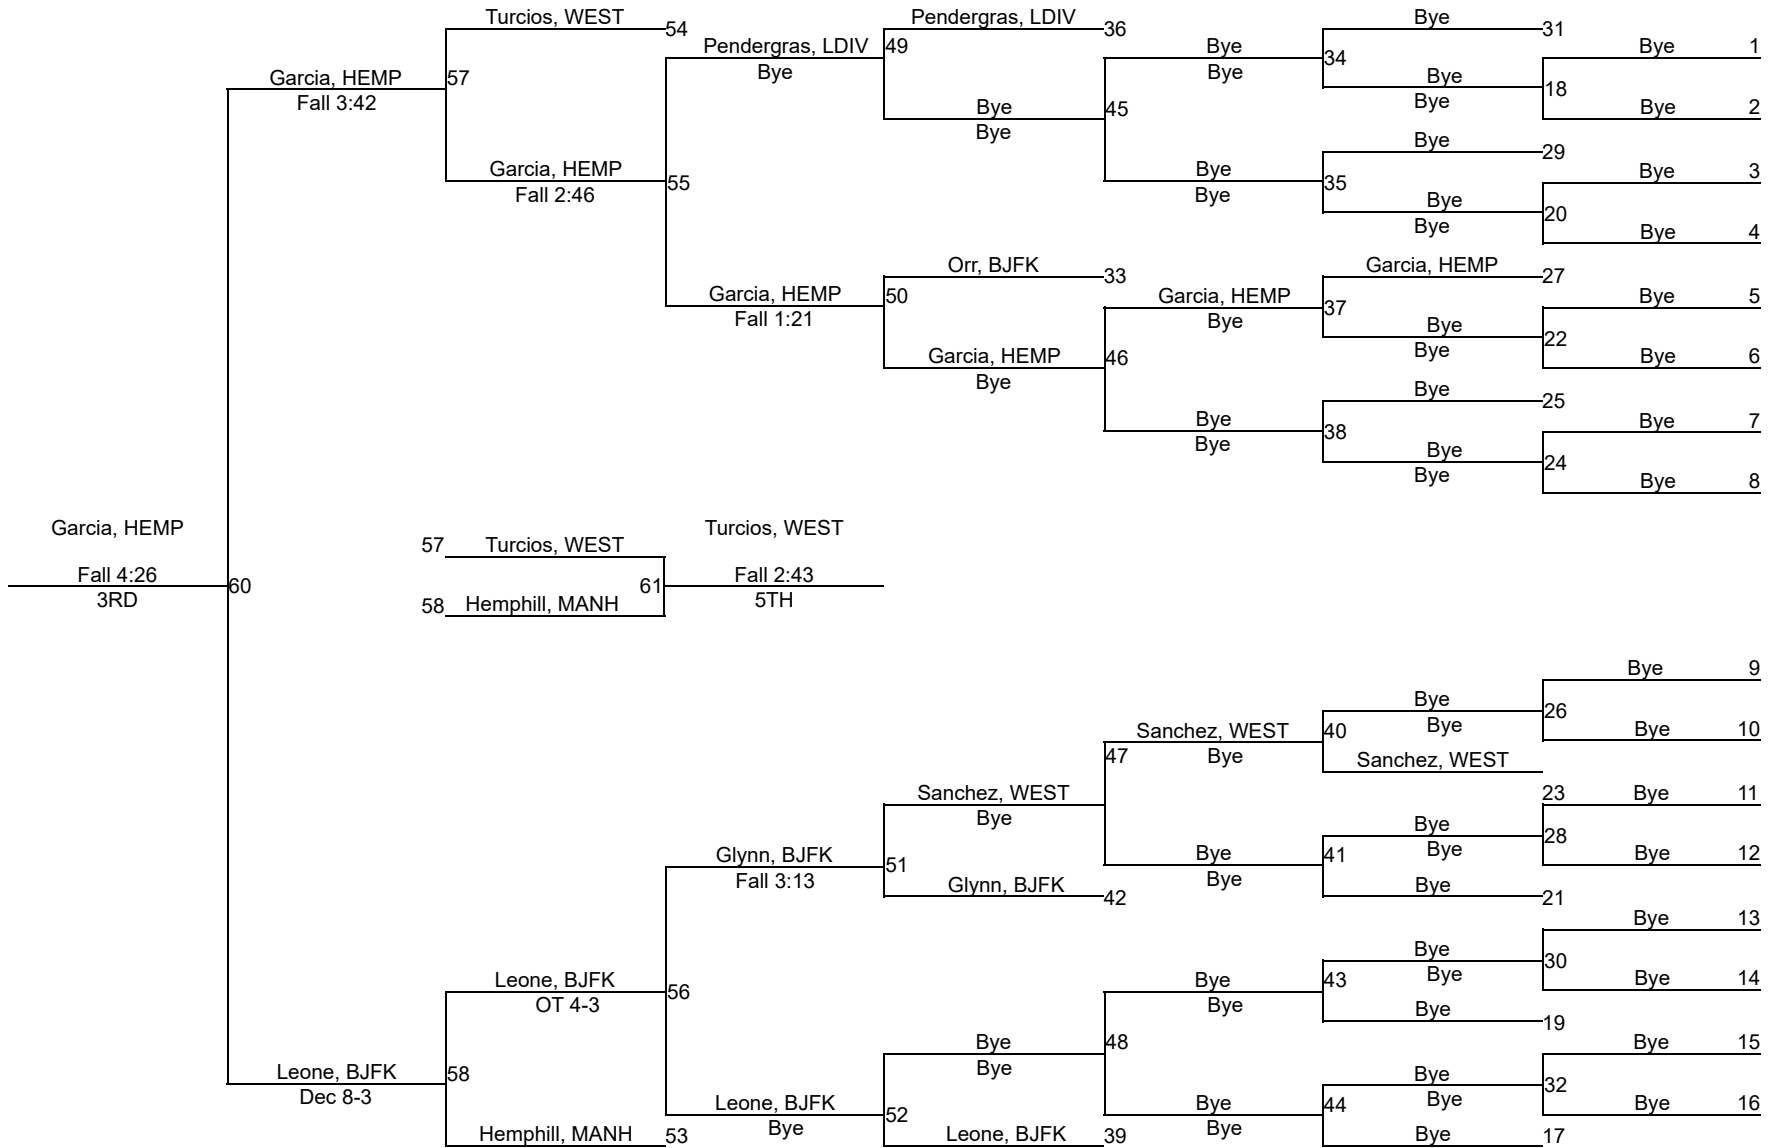 Turcios, WEST
54
Pendergras, LDIV
36
Bye
31
Pendergras, LDIV
49
Bye
34
Bye
1
Garcia, HEMP
57
Bye
Bye
Bye
18
Fall 3:42
Bye
Bye
45
Bye
2
Bye
Bye
29
Garcia, HEMP
55
Bye
35
Bye
3
Fall 2:46
Bye
Bye
20
Bye
Bye
4
Orr, BJFK
33
Garcia, HEMP
27
Garcia, HEMP
50
Garcia, HEMP
37
Bye
5
Fall 1:21
Bye
Bye
22
Garcia, HEMP
46
Bye
Bye
6
Bye
Bye
25
Bye
38
Bye
7
Bye
Bye
24
Bye
Bye
8
Garcia, HEMP
57
Turcios, WEST
Turcios, WEST
Fall 4:26
60
61
Fall 2:43
3RD
58
Hemphill, MANH
5TH
Bye
9
Bye
26
Sanchez, WEST
40
Bye
Bye
10
47
Bye
Sanchez, WEST
Sanchez, WEST
23
Bye
11
Bye
Bye
28
Glynn, BJFK
51
Bye
41
Bye
Bye
12
Fall 3:13
Glynn, BJFK
42
Bye
Bye
21
Bye
13
Bye
30
Leone, BJFK
56
Bye
43
Bye
Bye
14
OT 4-3
Bye
Bye
19
Bye
48
Bye
15
Leone, BJFK
58
Bye
Bye
32
Dec 8-3
Leone, BJFK
52
Bye
44
Bye
Bye
16
Hemphill, MANH
53
Bye
Leone, BJFK
39
Bye
Bye
17